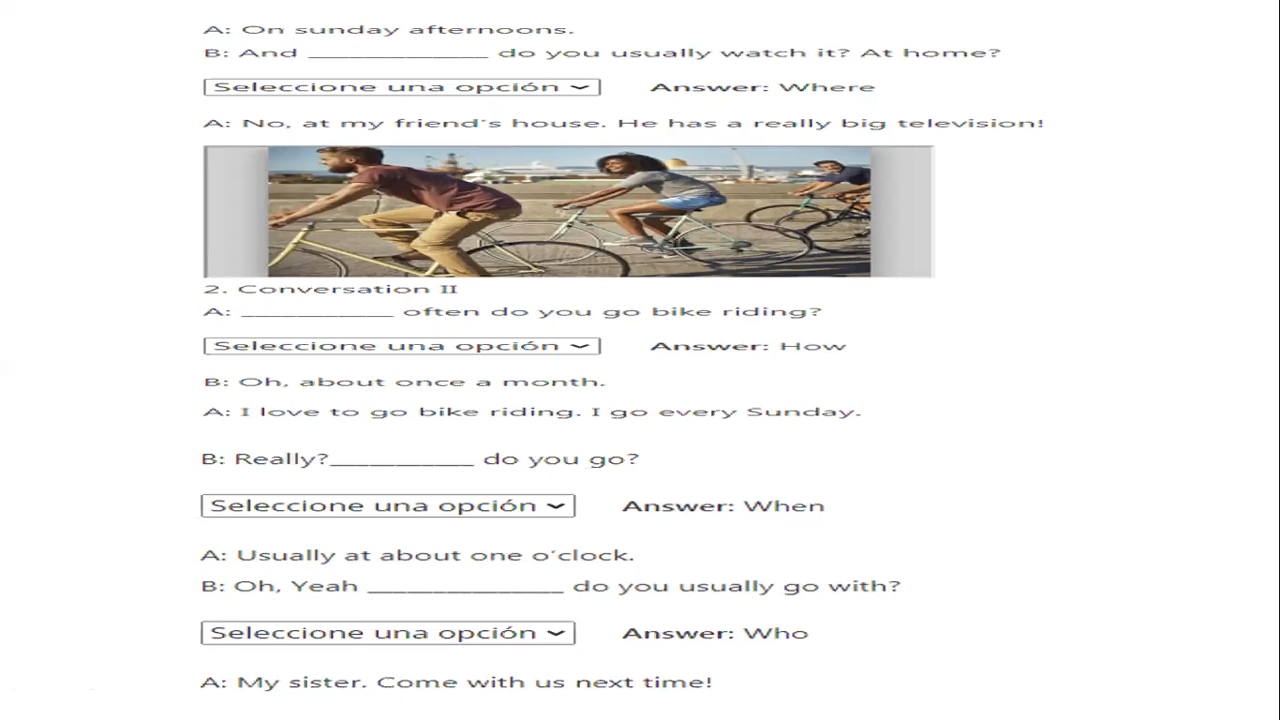 A: On sunday afternoons.
B: And ______________ do you usually watch it? At home?
Seleccione una opción Answer: Where
A: No, at my friend's house. He has a really big television!
2. Conversation II
A: ____________ often do you go bike riding?
Seleccione una opción Answer: How
B: Oh, about once a month.
A: I love to go bike riding. I go every Sunday.
B: Really?___________ do you go?
Seleccione una opción Answer: When
A: Usually at about one o´clock.
B: Oh, Yeah _______________ do you usually go with?
Seleccione una opción Answer: Who
A: My sister. Come with us next time!